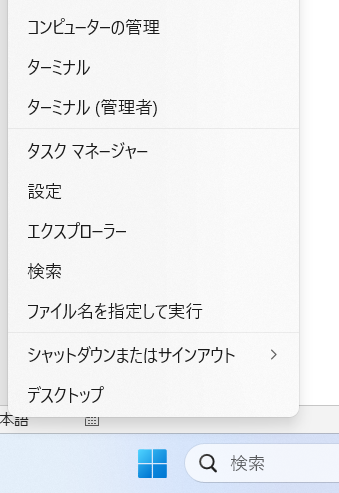 コンピューターの管理
ターミナル
ターミナル (管理者)
タスク マネージャー
設定
エクスプローラー
検索
ファイル名を指定して実行
シャットダウンまたはサインアウト
デスクトップ
本語
検索